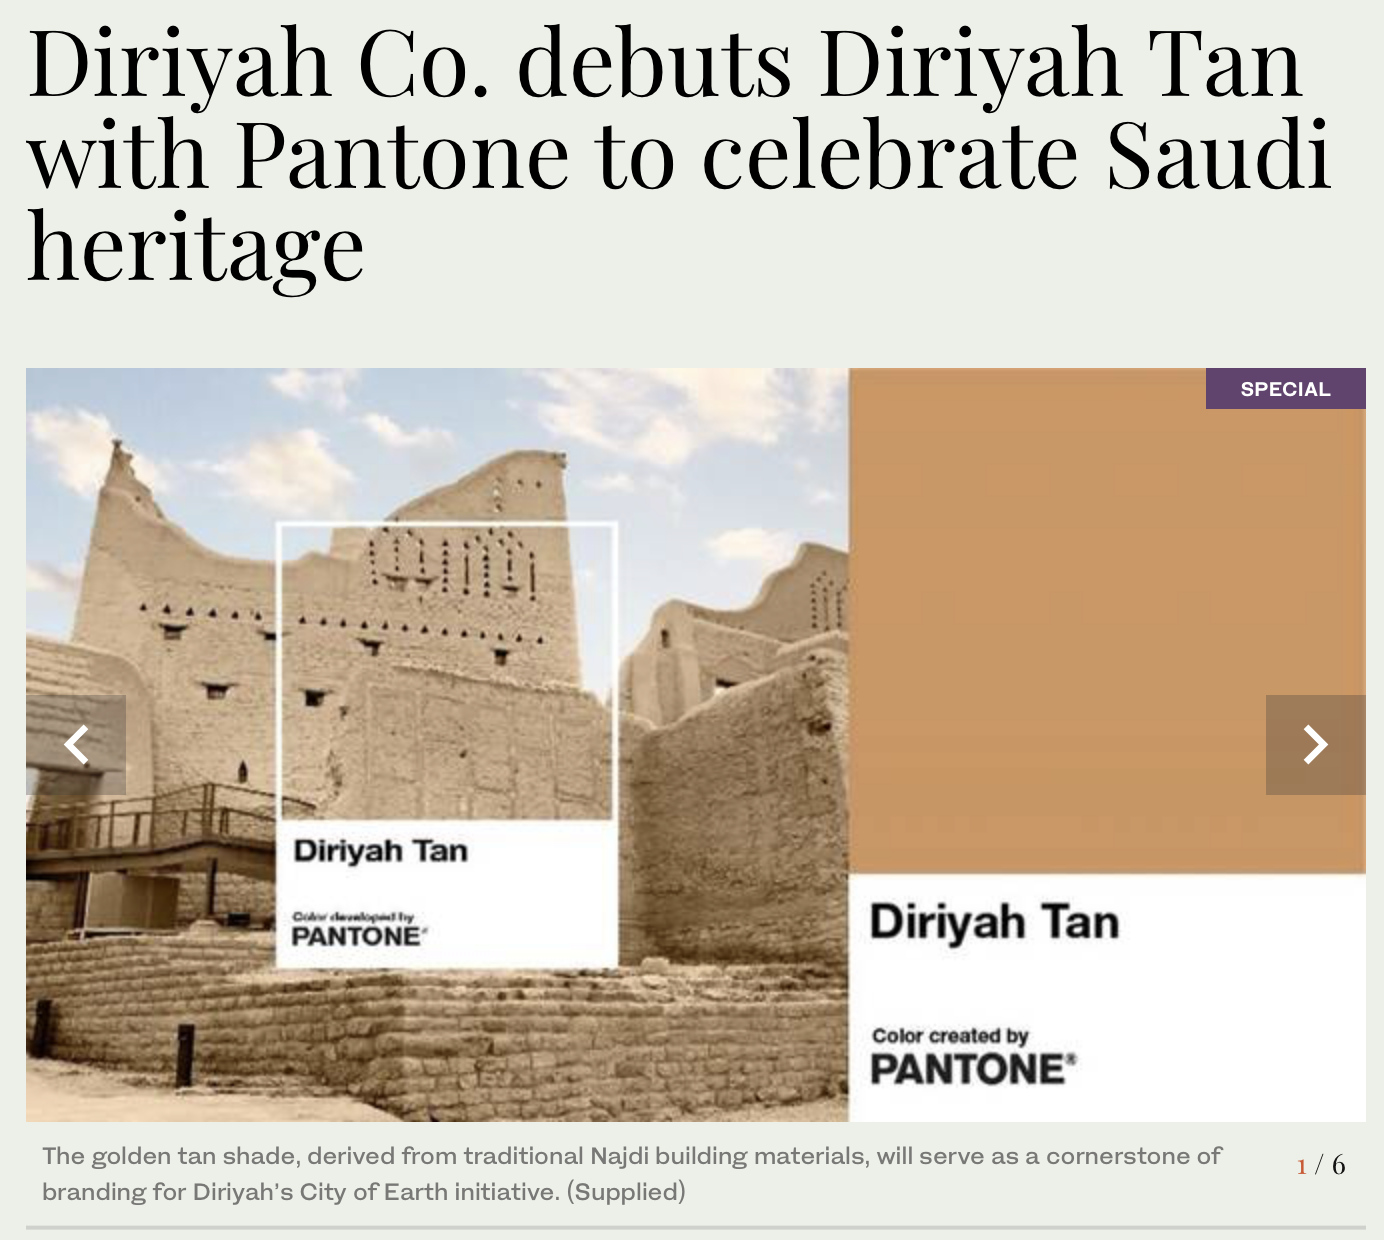 Diriyah Co. debuts Diriyah Tan
with Pantone to celebrate Saudi
heritage
SPECIAL
Diriyah Tan
Color developed by
PANTONE®
Diriyah Tan
Color created by
PANTONE®
The golden tan shade, derived from traditional Najdi building materials, will serve as a cornerstone of
branding for Diriyah's City of Earth initiative. (Supplied)
1 / 6